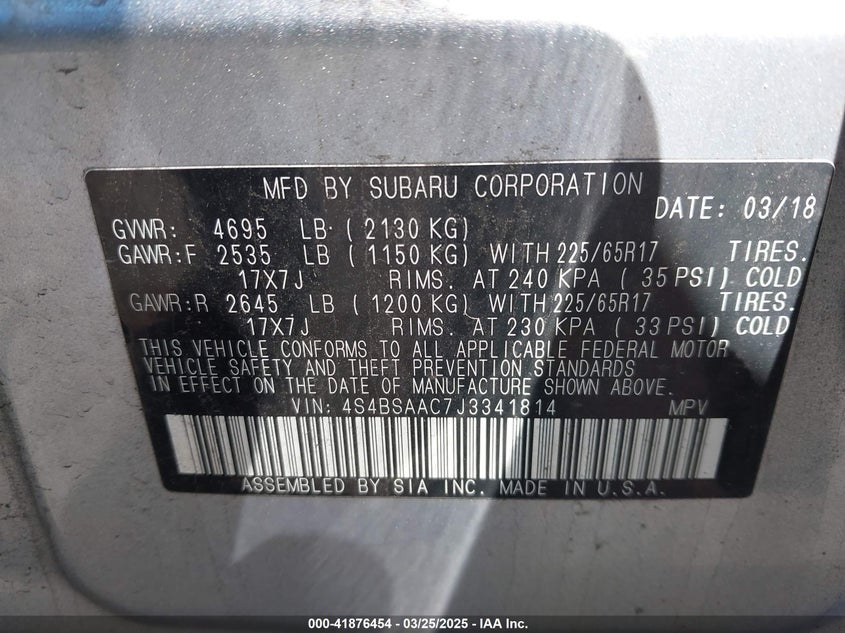 MFD BY SUBARU CORPORATION
DATE: 03/18
GVWR: 4695 LB (2130 KG)
GAWR:F 2535 LB (1150 KG) WITH 225/65R17 TIRES.
17X7J RIMS. AT 240 KPA (35 PSI) COLD
GAWR:R 2645 LB (1200 KG) WITH 225/65R17 TIRES.
17X7J RIMS. AT 230 KPA (33 PSI) COLD
THIS VEHICLE CONFORMS TO ALL APPLICABLE FEDERAL MOTOR
VEHICLE SAFETY AND THEFT PREVENTION STANDARDS
IN EFFECT ON THE DATE OF MANUFACTURE SHOWN ABOVE.
VIN: 4S4BSAAC7J3341814 MPV
ASSEMBLED BY SIA INC. MADE IN U.S.A.
000-41876454 - 03/25/2025 - IAA Inc.